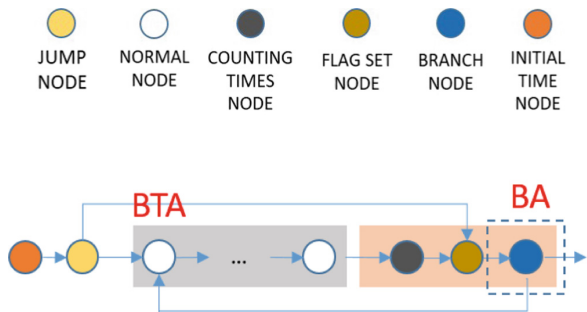 JUMP NODE
NORMAL NODE
COUNTING TIMES NODE
FLAG SET NODE
BRANCH NODE
INITIAL TIME NODE
BTA
BA
...